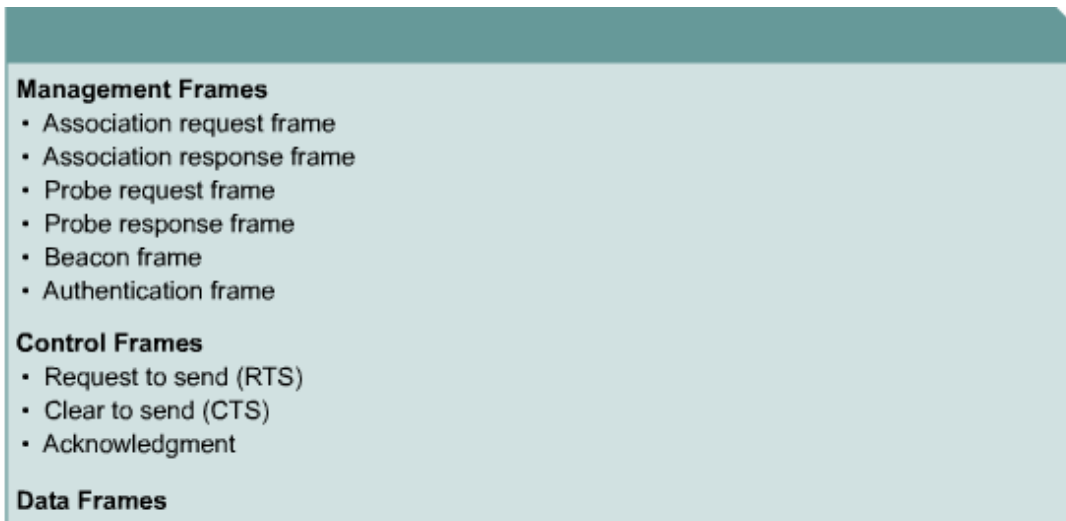 Management Frames
• Association request frame
• Association response frame
• Probe request frame
• Probe response frame
• Beacon frame
• Authentication frame
Control Frames
• Request to send (RTS)
• Clear to send (CTS)
• Acknowledgment
Data Frames